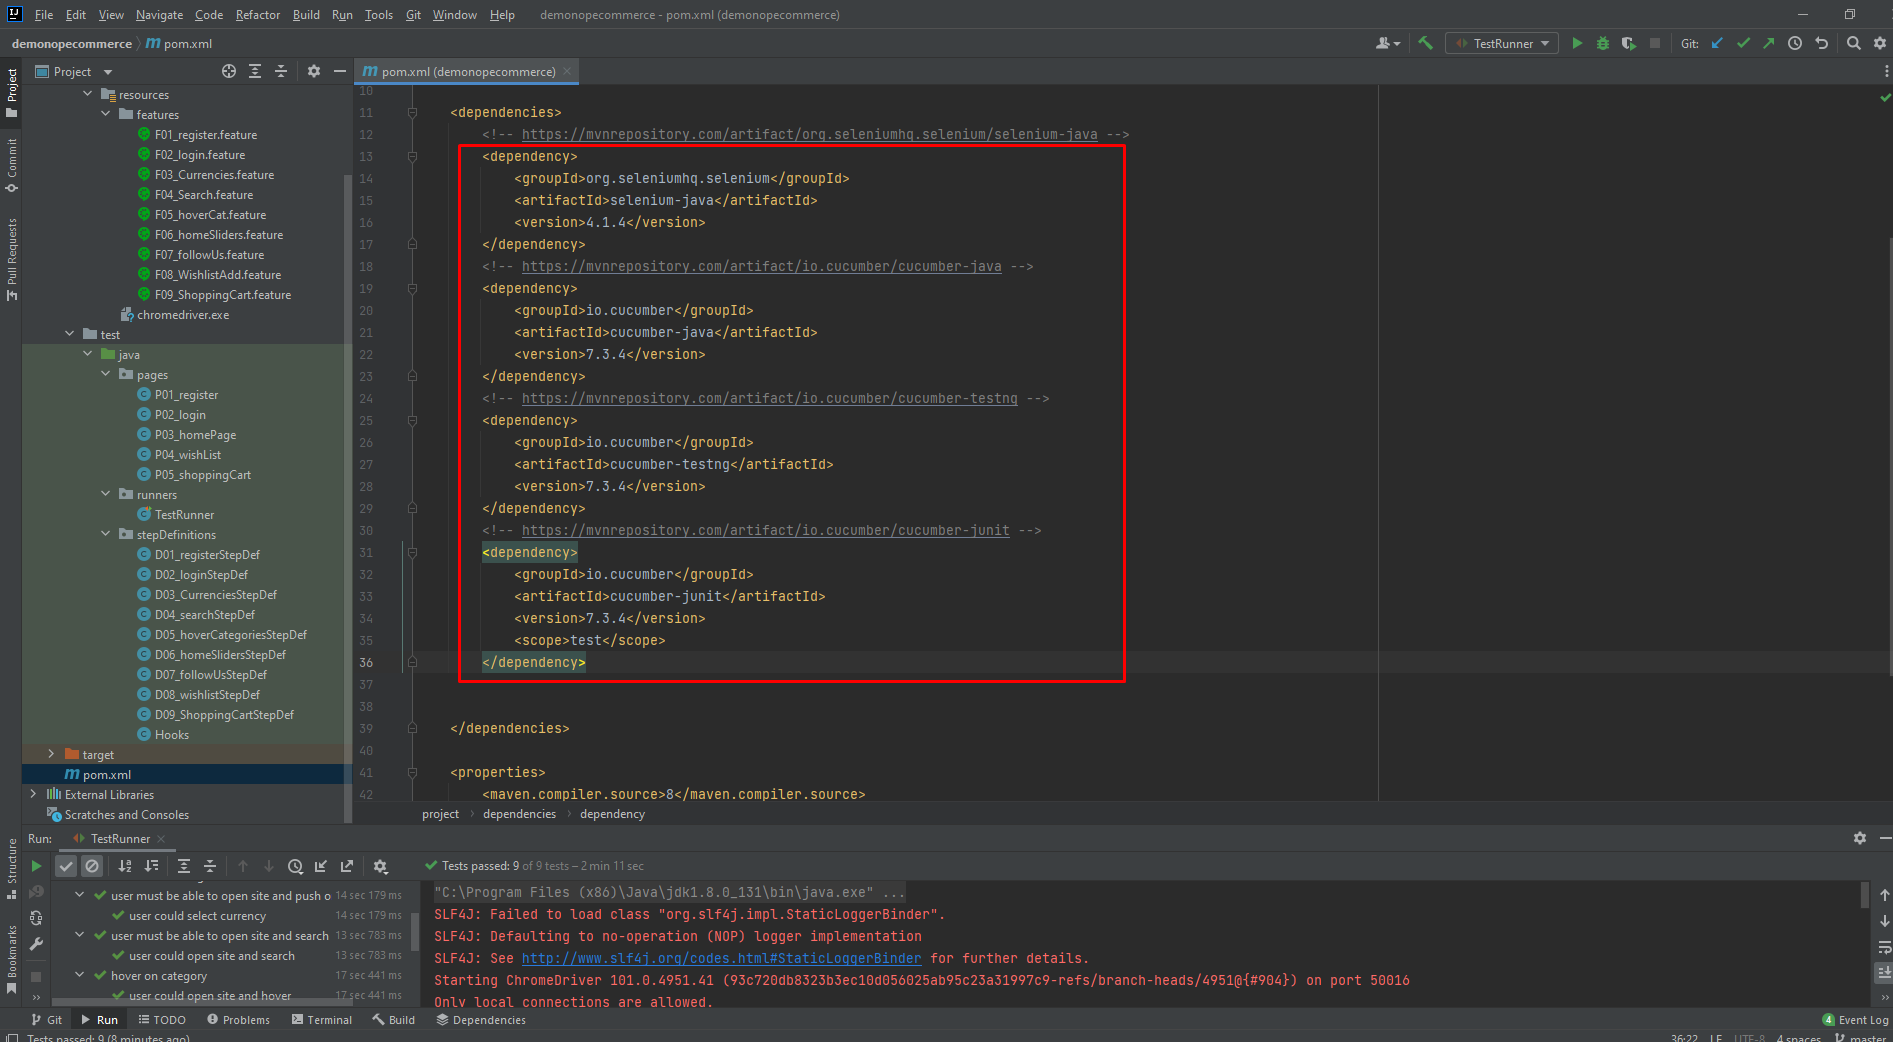 File Edit View Navigate Code Refactor Build Run Tools Git Window Help demonopecommerce - pom.xml (demonopecommerce)
demonopecommerce pom.xml
TestRunner Git:
Project
pom.xml (demonopecommerce)
Project
Commit
Pull Requests
resources
features
F01_register.feature
F02_login.feature
F03_Currencies.feature
F04_Search.feature
F05_hoverCat.feature
F06_homeSliders.feature
F07_followUs.feature
F08_WishlistAdd.feature
F09_ShoppingCart.feature
chromedriver.exe
test
java
pages
P01_register
P02_login
P03_homePage
P04_wishList
P05_shoppingCart
runners
TestRunner
stepDefinitions
D01_registerStepDef
D02_loginStepDef
D03_CurrenciesStepDef
D04_searchStepDef
D05_hoverCategoriesStepDef
D06_homeSlidersStepDef
D07_followUsStepDef
D08_wishlistStepDef
D09_ShoppingCartStepDef
Hooks
target
pom.xml
External Libraries
Scratches and Consoles
10
11 <dependencies>
12 <!-- https://mvnrepository.com/artifact/org.seleniumhq.selenium/selenium-java -->
13 <dependency>
14 <groupId>org.seleniumhq.selenium</groupId>
15 <artifactId>selenium-java</artifactId>
16 <version>4.1.4</version>
17 </dependency>
18 <!-- https://mvnrepository.com/artifact/io.cucumber/cucumber-java -->
19 <dependency>
20 <groupId>io.cucumber</groupId>
21 <artifactId>cucumber-java</artifactId>
22 <version>7.3.4</version>
23 </dependency>
24 <!-- https://mvnrepository.com/artifact/io.cucumber/cucumber-testng -->
25 <dependency>
26 <groupId>io.cucumber</groupId>
27 <artifactId>cucumber-testng</artifactId>
28 <version>7.3.4</version>
29 </dependency>
30 <!-- https://mvnrepository.com/artifact/io.cucumber/cucumber-junit -->
31 <dependency>
32 <groupId>io.cucumber</groupId>
33 <artifactId>cucumber-junit</artifactId>
34 <version>7.3.4</version>
35 <scope>test</scope>
36 </dependency>
37
38
39 </dependencies>
40
41 <properties>
42 <maven.compiler.source>8</maven.compiler.source>
project dependencies dependency
Run: TestRunner
Structure
Bookmarks
Tests passed: 9 of 9 tests – 2 min 11 sec
user must be able to open site and push o 14 sec 179 ms
user could select currency 14 sec 179 ms
user must be able to open site and search 13 sec 783 ms
user could open site and search 13 sec 783 ms
hover on category 17 sec 441 ms
user could open site and hover 17 sec 441 ms
"C:\Program Files (x86)\Java\jdk1.8.0_131\bin\java.exe" ...
SLF4J: Failed to load class "org.slf4j.impl.StaticLoggerBinder".
SLF4J: Defaulting to no-operation (NOP) logger implementation
SLF4J: See http://www.slf4j.org/codes.html#StaticLoggerBinder for further details.
Starting ChromeDriver 101.0.4951.41 (93c720db8323b3ec10d056025ab95c23a31997c9-refs/branch-heads/4951@{#904}) on port 50016
Only local connections are allowed.
Git Run TODO Problems Terminal Build Dependencies 4 Event Log
Tests passed: 9 (8 minutes ago) 36:22 LF UTF-8 4 spaces master